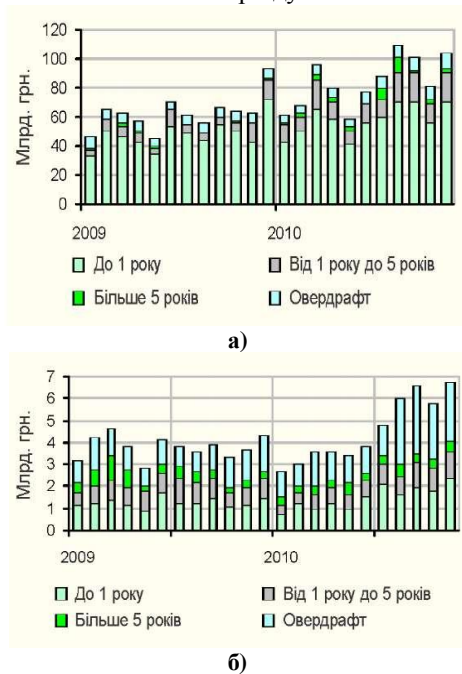 120
100
80
60
40
20
0
Млрд. грн.
2009 2010
До 1 року Від 1 року до 5 років
Більше 5 років Овердрафт
а)
7
6
5
4
3
2
1
0
Млрд. грн.
2009 2010
До 1 року Від 1 року до 5 років
Більше 5 років Овердрафт
б)